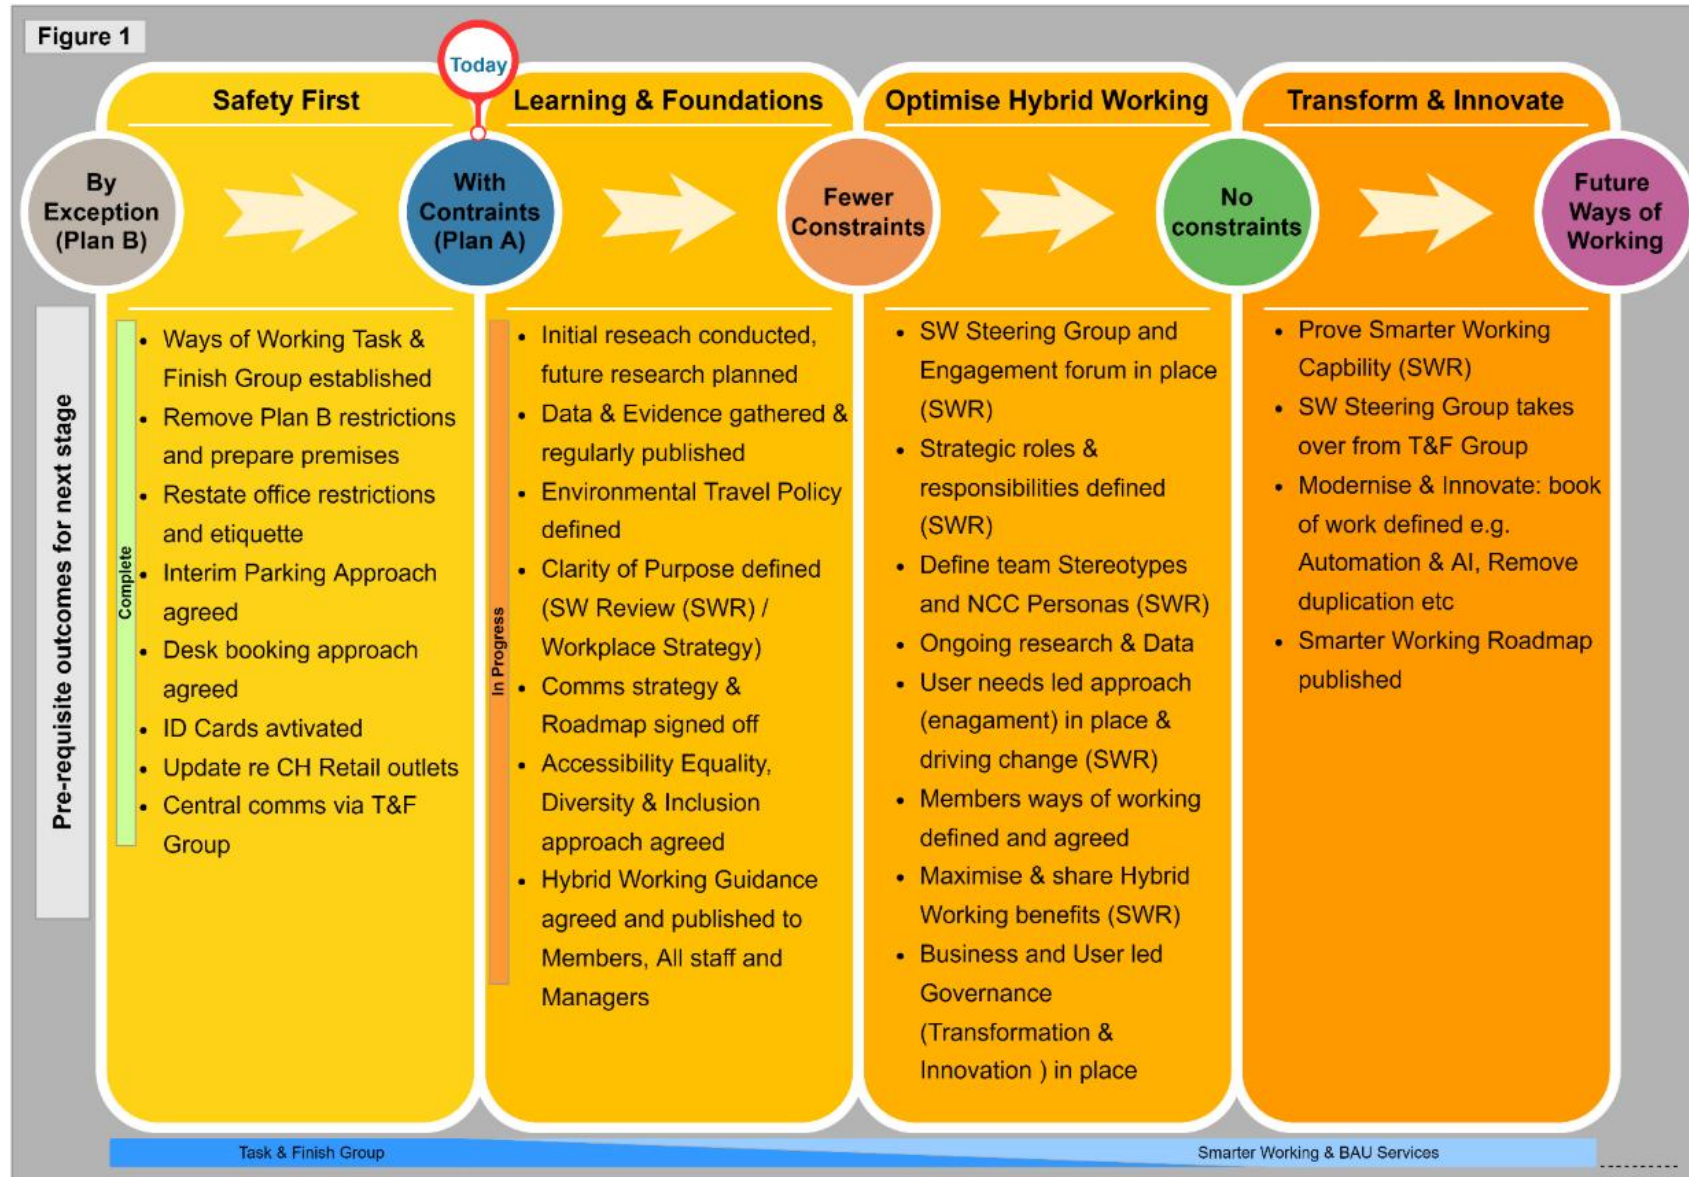 Figure 1
Today
Safety First
Learning & Foundations
Optimise Hybrid Working
Transform & Innovate
By
Exception
(Plan B)
With
Contraints
(Plan A)
Fewer
Constraints
No
constraints
Future
Ways of
Working
Pre-requisite outcomes for next stage
Complete
• Ways of Working Task &
Finish Group established
• Remove Plan B restrictions
and prepare premises
• Restate office restrictions
and etiquette
• Interim Parking Approach
agreed
• Desk booking approach
agreed
• ID Cards avtivated
• Update re CH Retail outlets
• Central comms via T&F
Group
In Progress
• Initial reseach conducted,
future research planned
• Data & Evidence gathered &
regularly published
• Environmental Travel Policy
defined
• Clarity of Purpose defined
(SW Review (SWR) /
Workplace Strategy)
• Comms strategy &
Roadmap signed off
• Accessibility Equality,
Diversity & Inclusion
approach agreed
• Hybrid Working Guidance
agreed and published to
Members, All staff and
Managers
• SW Steering Group and
Engagement forum in place
(SWR)
• Strategic roles &
responsibilities defined
(SWR)
• Define team Stereotypes
and NCC Personas (SWR)
• Ongoing research & Data
• User needs led approach
(enagament) in place &
driving change (SWR)
• Members ways of working
defined and agreed
• Maximise & share Hybrid
Working benefits (SWR)
• Business and User led
Governance
(Transformation &
Innovation ) in place
• Prove Smarter Working
Capbility (SWR)
• SW Steering Group takes
over from T&F Group
• Modernise & Innovate: book
of work defined e.g.
Automation & AI, Remove
duplication etc
• Smarter Working Roadmap
published
Task & Finish Group
Smarter Working & BAU Services